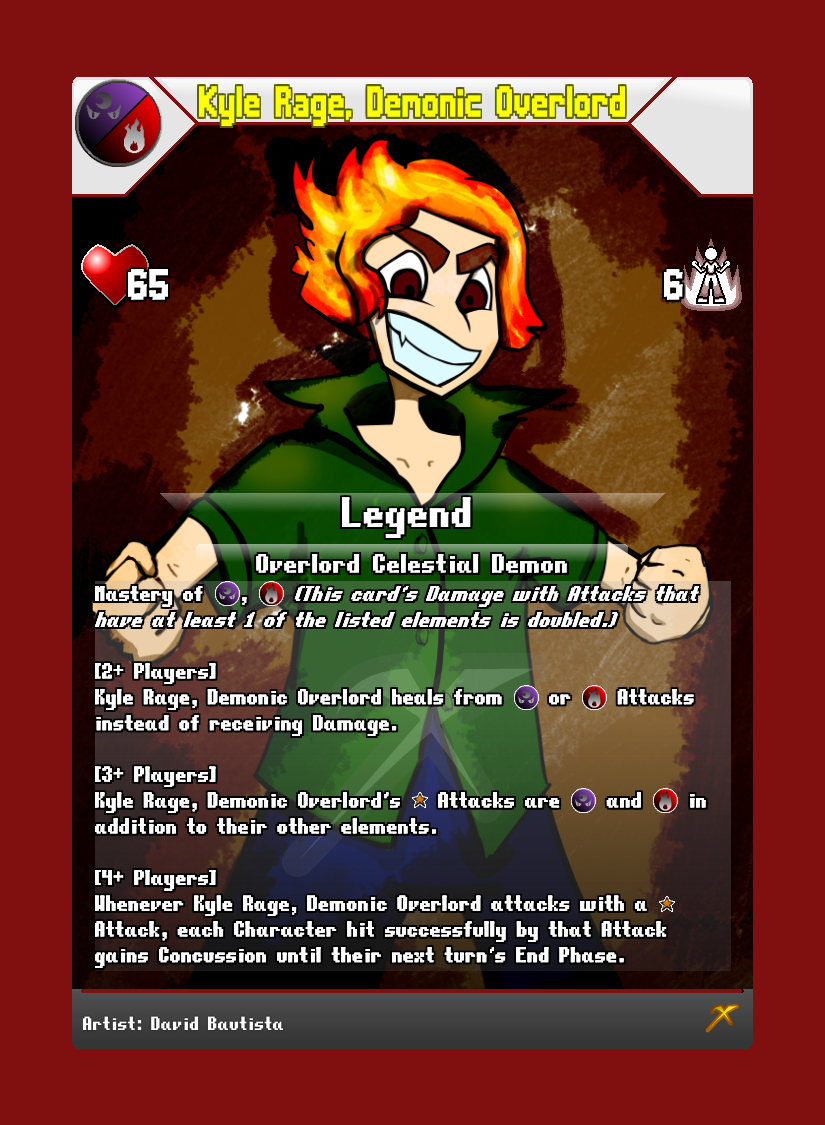 Kyle Rage, Demonic Overlord
65
6
Legend
Overlord Celestial Demon
Mastery of , (This card's Damage with Attacks that
have at least 1 of the listed elements is doubled.)
[2+ Players]
Kyle Rage, Demonic Overlord heals from or Attacks
instead of receiving Damage.
[3+ Players]
Kyle Rage, Demonic Overlord's Attacks are and in
addition to their other elements.
[4+ Players]
Whenever Kyle Rage, Demonic Overlord attacks with a
Attack, each Character hit successfully by that Attack
gains Concussion until their next turn's End Phase.
Artist: David Bautista